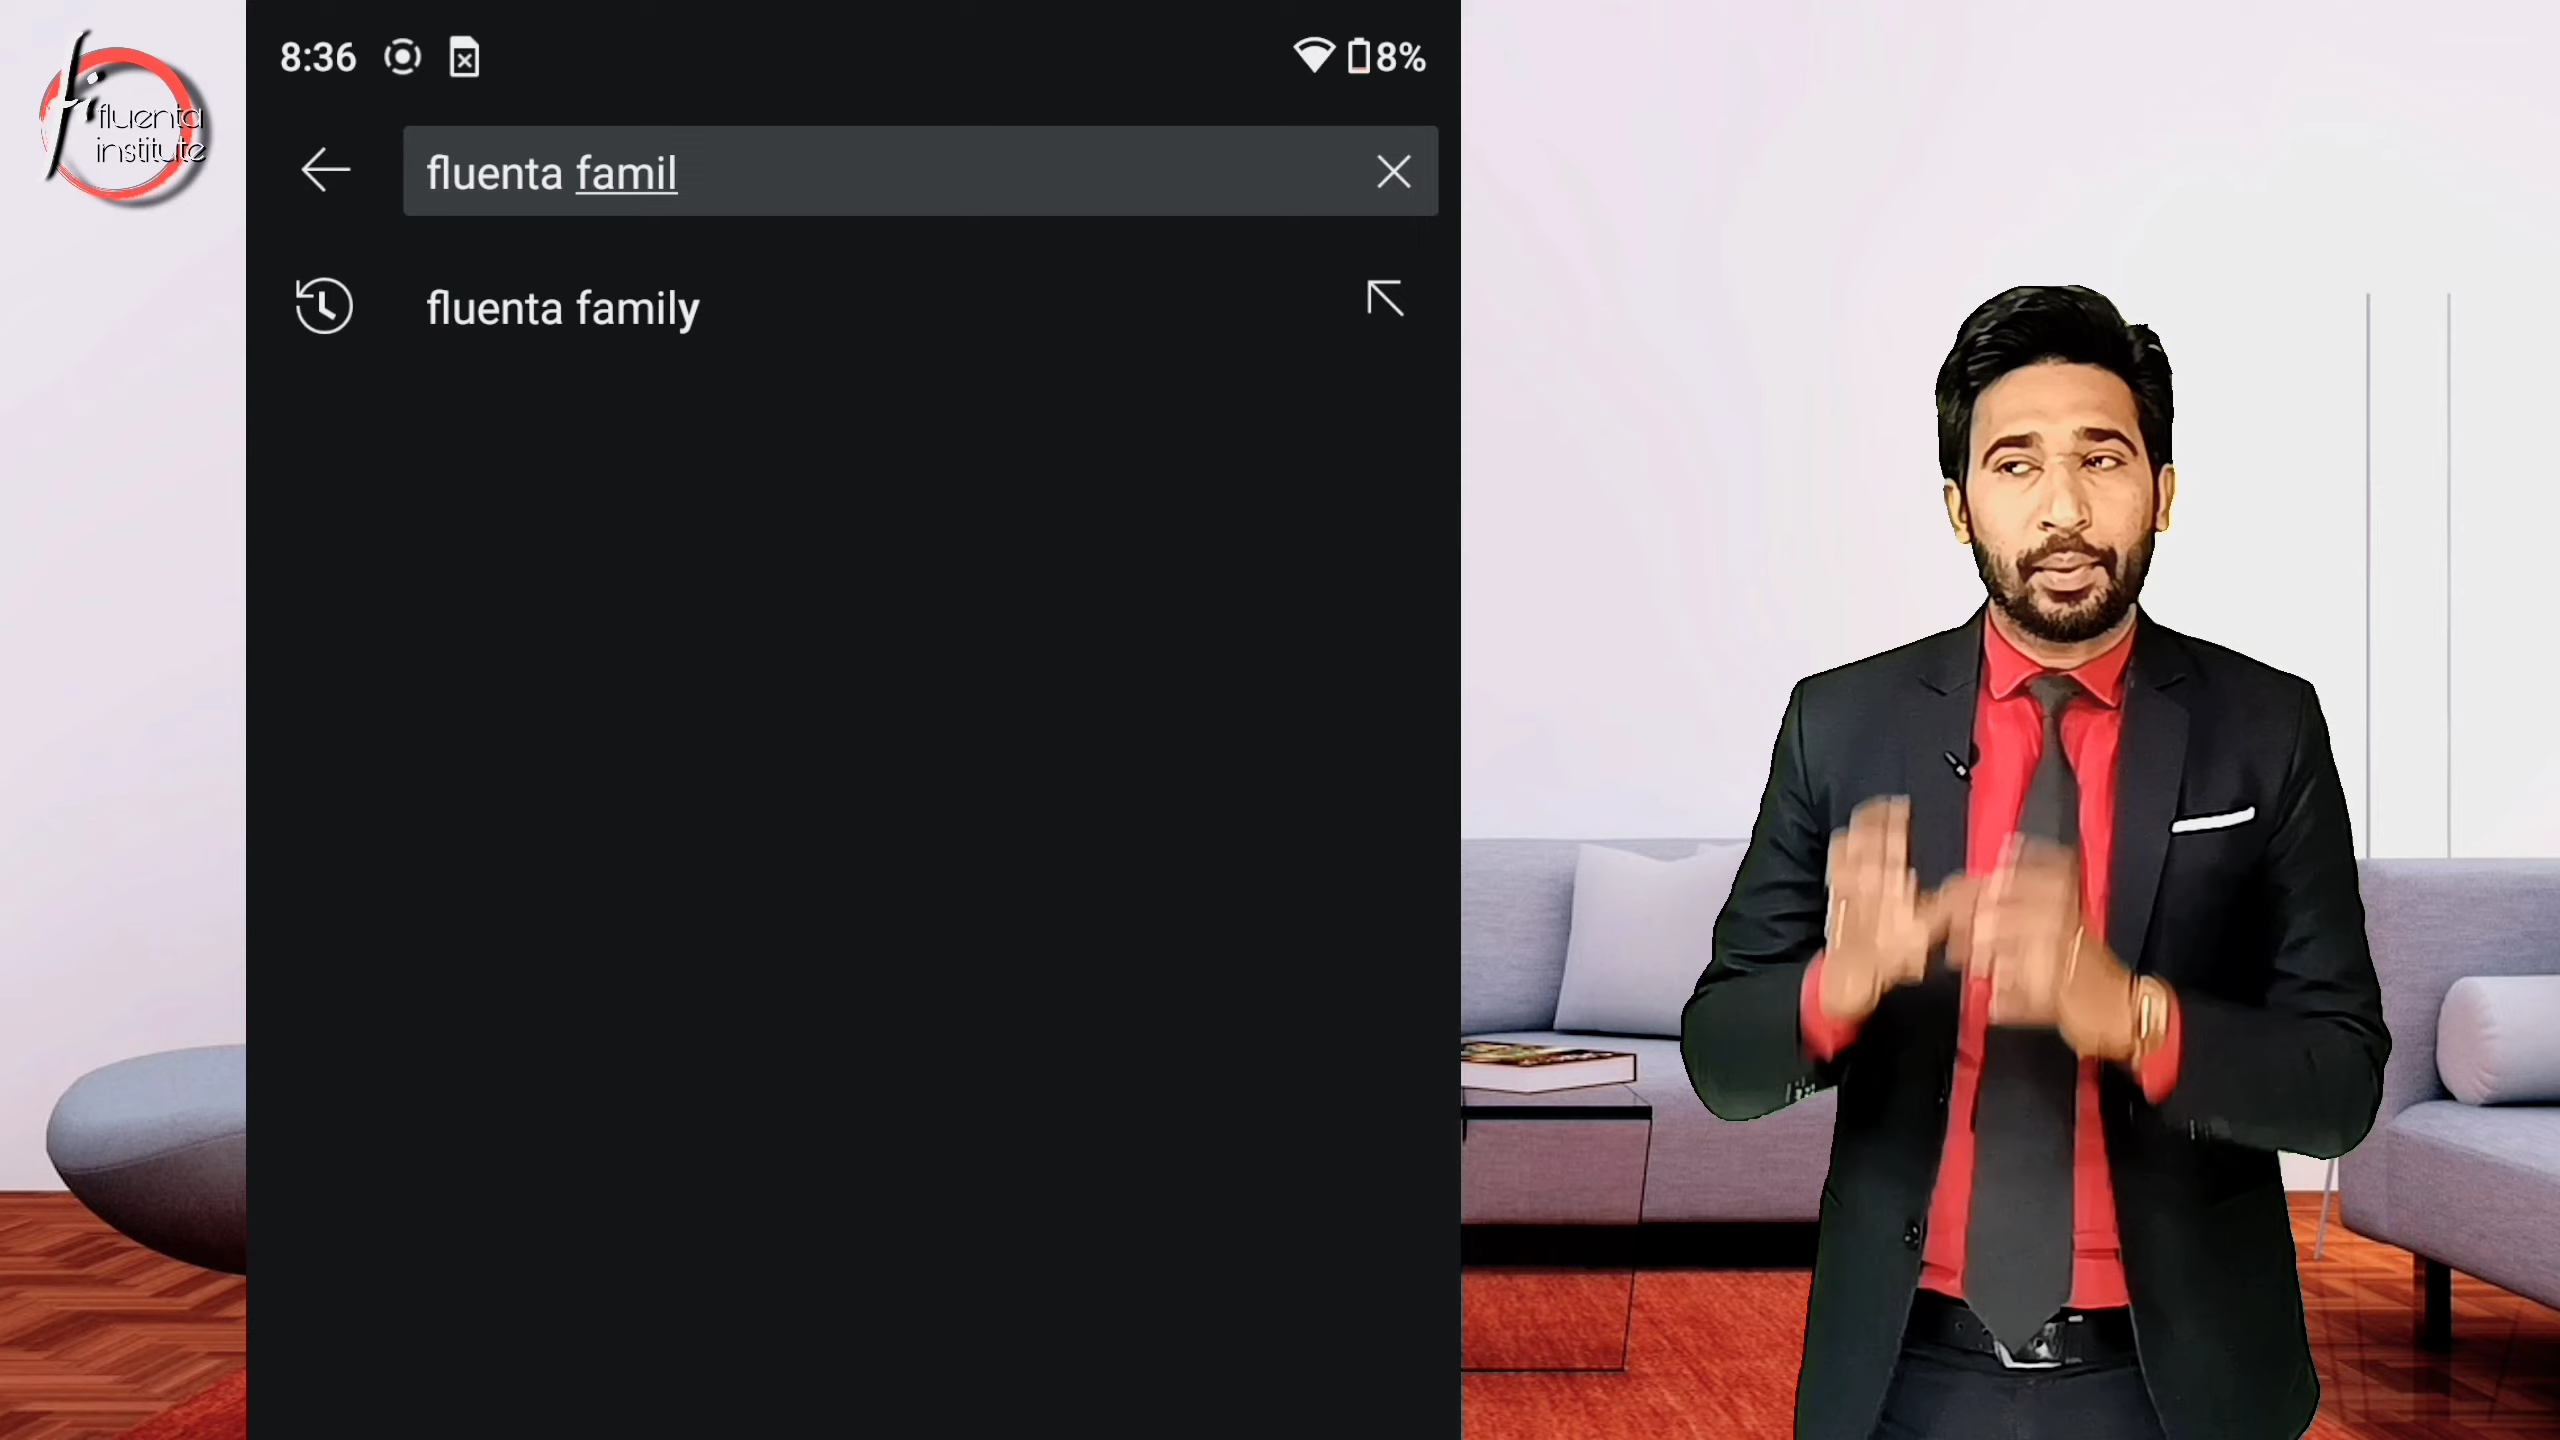 fluenta
institute
8:36
8%
fluenta famil
fluenta family